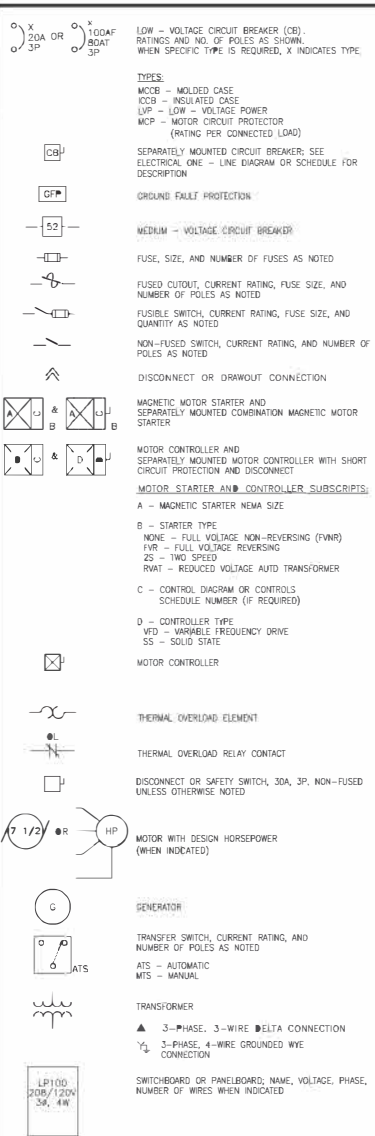 X
20A OR
3P
X
100AF
80AT
3P
LOW – VOLTAGE CIRCUIT BREAKER (CB).
RATINGS AND NO. OF POLES AS SHOWN.
WHEN SPECIFIC TYPE IS REQUIRED, X INDICATES TYPE.
TYPES:
MCCB – MOLDED CASE
ICCB – INSULATED CASE
LVP – LOW – VOLTAGE POWER
MCP – MOTOR CIRCUIT PROTECTOR
(RATING PER CONNECTED LOAD)
CB
SEPARATELY MOUNTED CIRCUIT BREAKER; SEE
ELECTRICAL ONE – LINE DIAGRAM OR SCHEDULE FOR
DESCRIPTION
GFP
GROUND FAULT PROTECTION
52
MEDIUM – VOLTAGE CIRCUIT BREAKER
FUSE, SIZE, AND NUMBER OF FUSES AS NOTED
FUSED CUTOUT, CURRENT RATING, FUSE SIZE, AND
NUMBER OF POLES AS NOTED
FUSIBLE SWITCH, CURRENT RATING, FUSE SIZE, AND
QUANTITY AS NOTED
NON-FUSED SWITCH, CURRENT RATING, AND NUMBER OF
POLES AS NOTED
DISCONNECT OR DRAWOUT CONNECTION
A C B & A C B
MAGNETIC MOTOR STARTER AND
SEPARATELY MOUNTED COMBINATION MAGNETIC MOTOR
STARTER
D C & D
MOTOR CONTROLLER AND
SEPARATELY MOUNTED MOTOR CONTROLLER WITH SHORT
CIRCUIT PROTECTION AND DISCONNECT
MOTOR STARTER AND CONTROLLER SUBSCRIPTS:
A – MAGNETIC STARTER NEMA SIZE
B – STARTER TYPE
NONE – FULL VOLTAGE NON-REVERSING (FVNR)
FVR – FULL VOLTAGE REVERSING
2S – TWO SPEED
RVAT – REDUCED VOLTAGE AUTO TRANSFORMER
C – CONTROL DIAGRAM OR CONTROLS
SCHEDULE NUMBER (IF REQUIRED)
D – CONTROLLER TYPE
VFD – VARIABLE FREQUENCY DRIVE
SS – SOLID STATE
MOTOR CONTROLLER
THERMAL OVERLOAD ELEMENT
OL
THERMAL OVERLOAD RELAY CONTACT
DISCONNECT OR SAFETY SWITCH, 30A, 3P, NON-FUSED
UNLESS OTHERWISE NOTED
7 1/2 OR HP
MOTOR WITH DESIGN HORSEPOWER
(WHEN INDICATED)
G
GENERATOR
TRANSFER SWITCH, CURRENT RATING, AND
NUMBER OF POLES AS NOTED
ATS
ATS – AUTOMATIC
MTS – MANUAL
TRANSFORMER
3-PHASE, 3-WIRE DELTA CONNECTION
3-PHASE, 4-WIRE GROUNDED WYE
CONNECTION
LP100
208/120V
3Ø, 4W
SWITCHBOARD OR PANELBOARD; NAME, VOLTAGE, PHASE,
NUMBER OF WIRES WHEN INDICATED